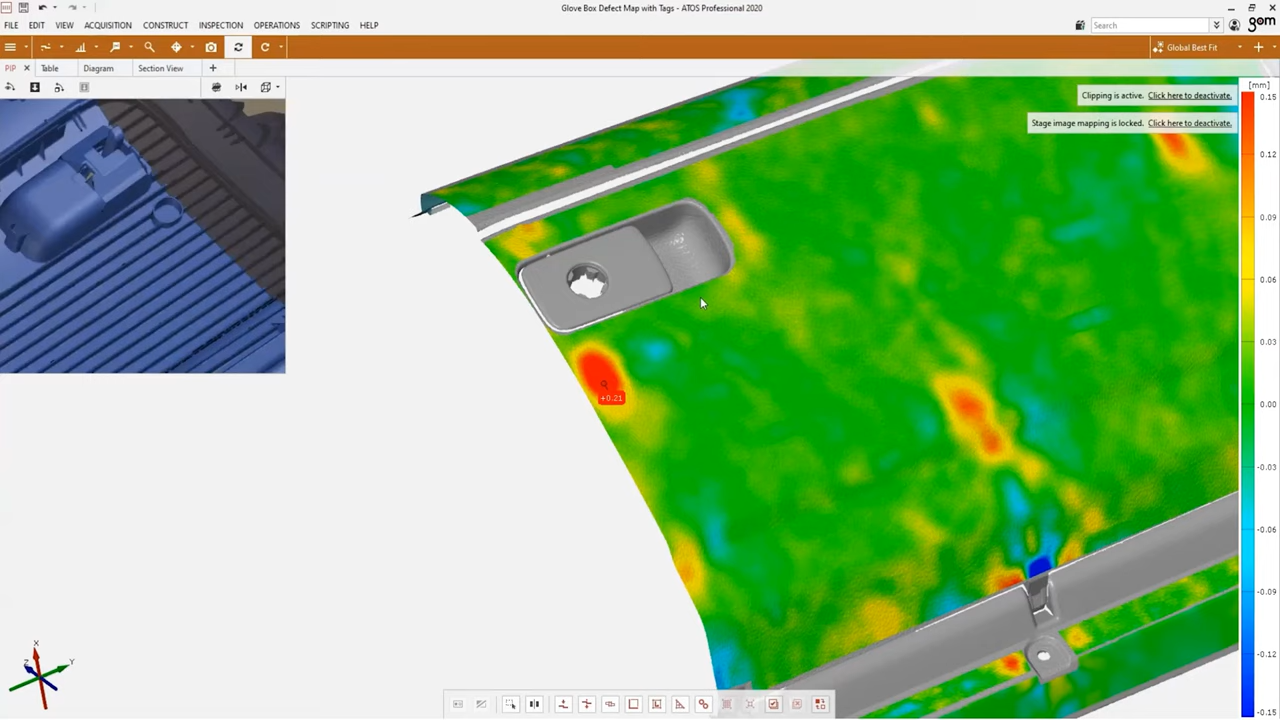 Glove Box Defect Map with Tags - ATOS Professional 2020
FILE EDIT VIEW ACQUISITION CONSTRUCT INSPECTION OPERATIONS SCRIPTING HELP
Search
gom
Global Best Fit
PIP Table Diagram Section View
Clipping is active. Click here to deactivate.
Stage image mapping is locked. Click here to deactivate.
[mm]
0.15
0.12
0.09
0.06
0.03
0.00
-0.03
-0.06
-0.09
-0.12
-0.15
+0.21
X
Z
Y